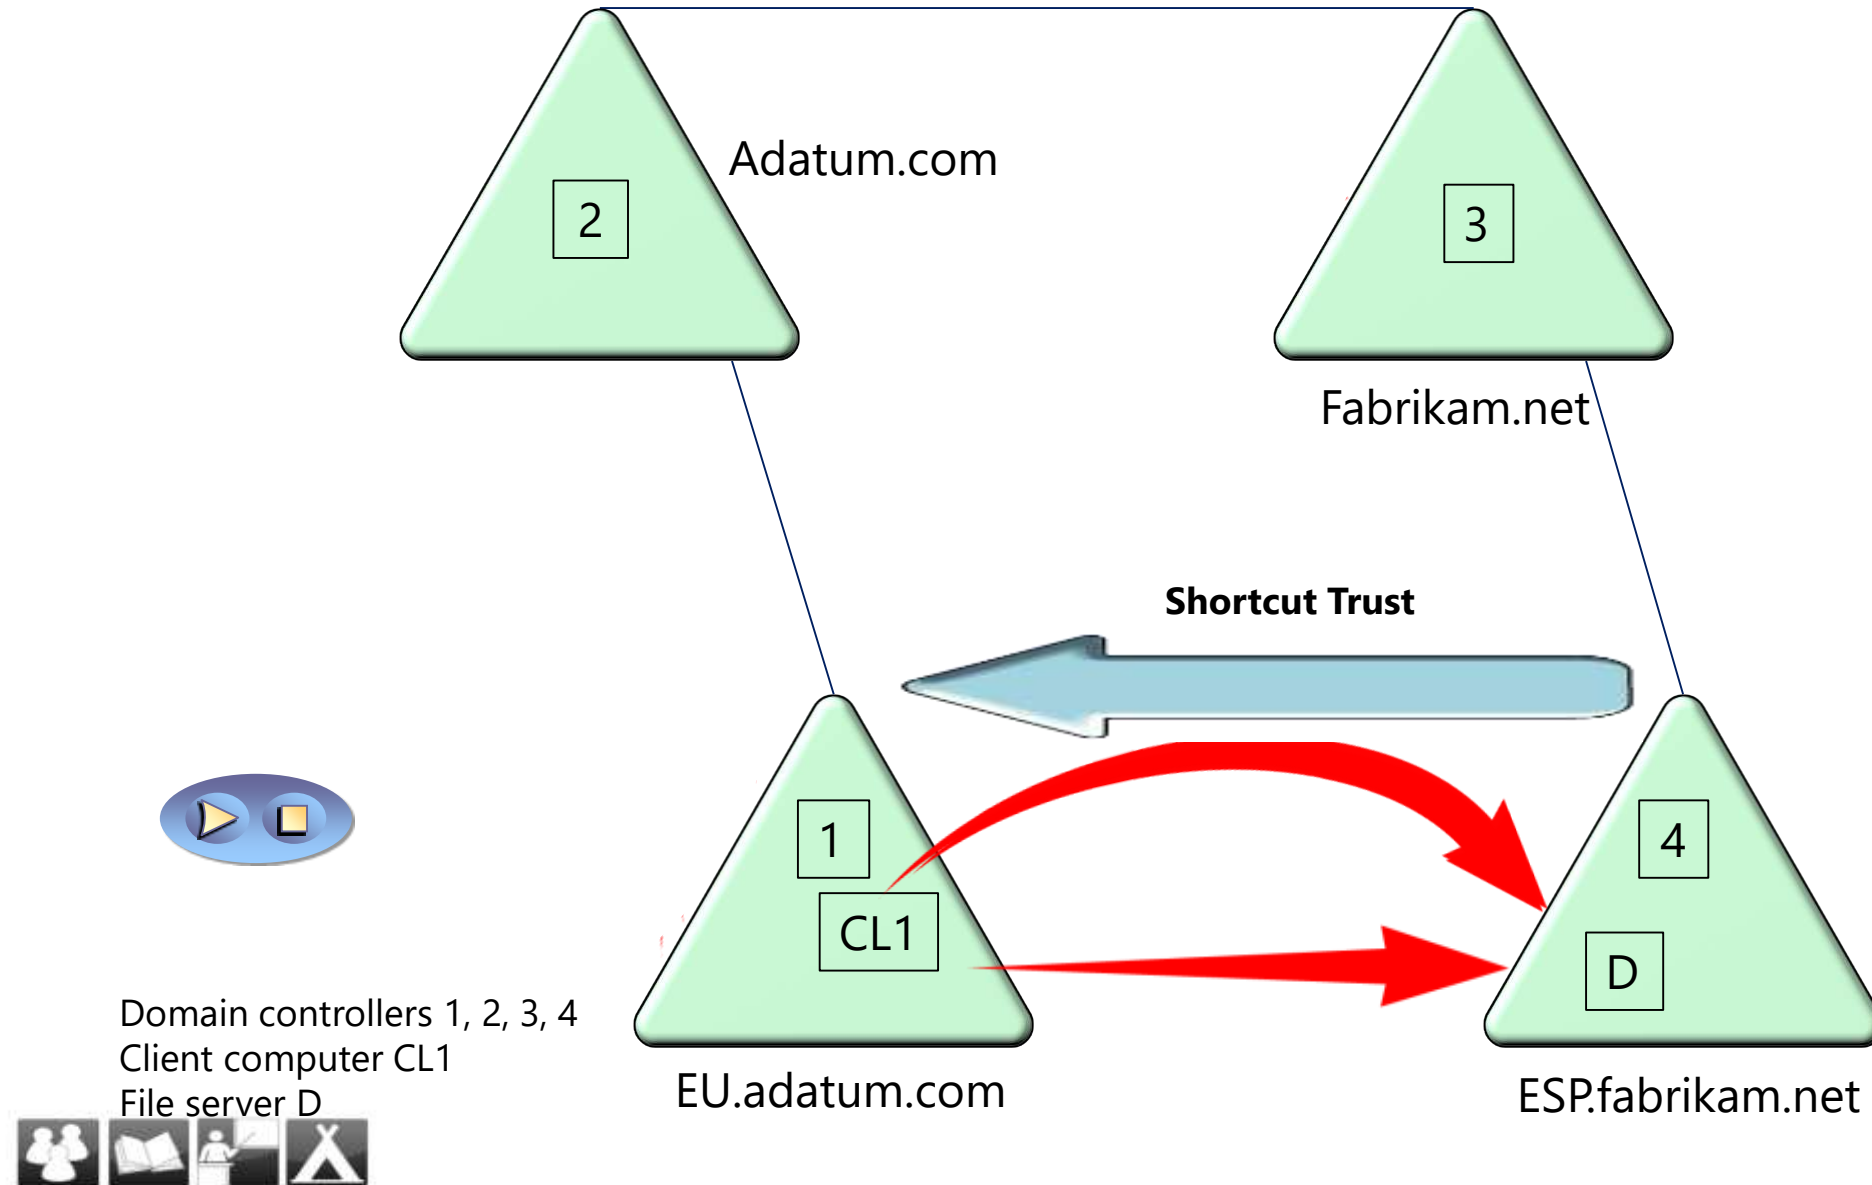 Adatum.com
2
3
Fabrikam.net
Shortcut Trust
1
4
CL1
D
Domain controllers 1, 2, 3, 4
Client computer CL1
File server D
EU.adatum.com
ESP.fabrikam.net